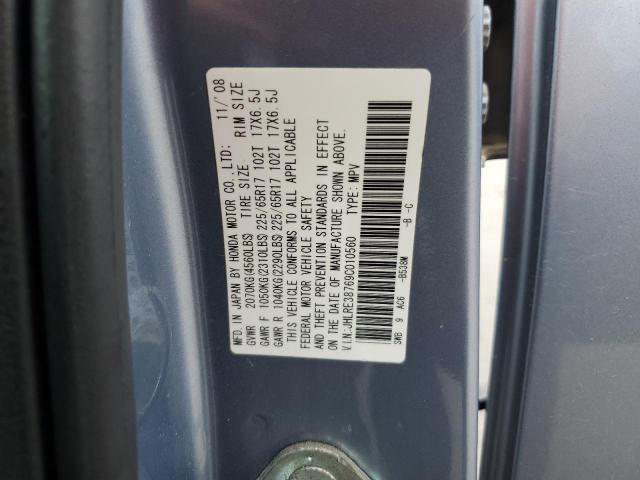 MFD. IN JAPAN BY HONDA MOTOR CO., LTD: 11/'08
GVWR 2070KG(4560LBS) TIRE SIZE RIM SIZE
GAWR F 1050KG(2310LBS) 225/65R17 102T 17X6.5J
GAWR R 1040KG(2290LBS) 225/65R17 102T 17X6.5J
THIS VEHICLE CONFORMS TO ALL APPLICABLE
FEDERAL MOTOR VEHICLE SAFETY
AND THEFT PREVENTION STANDARDS IN EFFECT
ON THE DATE OF MANUFACTURE SHOWN ABOVE.
V.I.N:JHLRE38769C010560 TYPE: MPV
SWB 9 AC6 -B538M -B -C